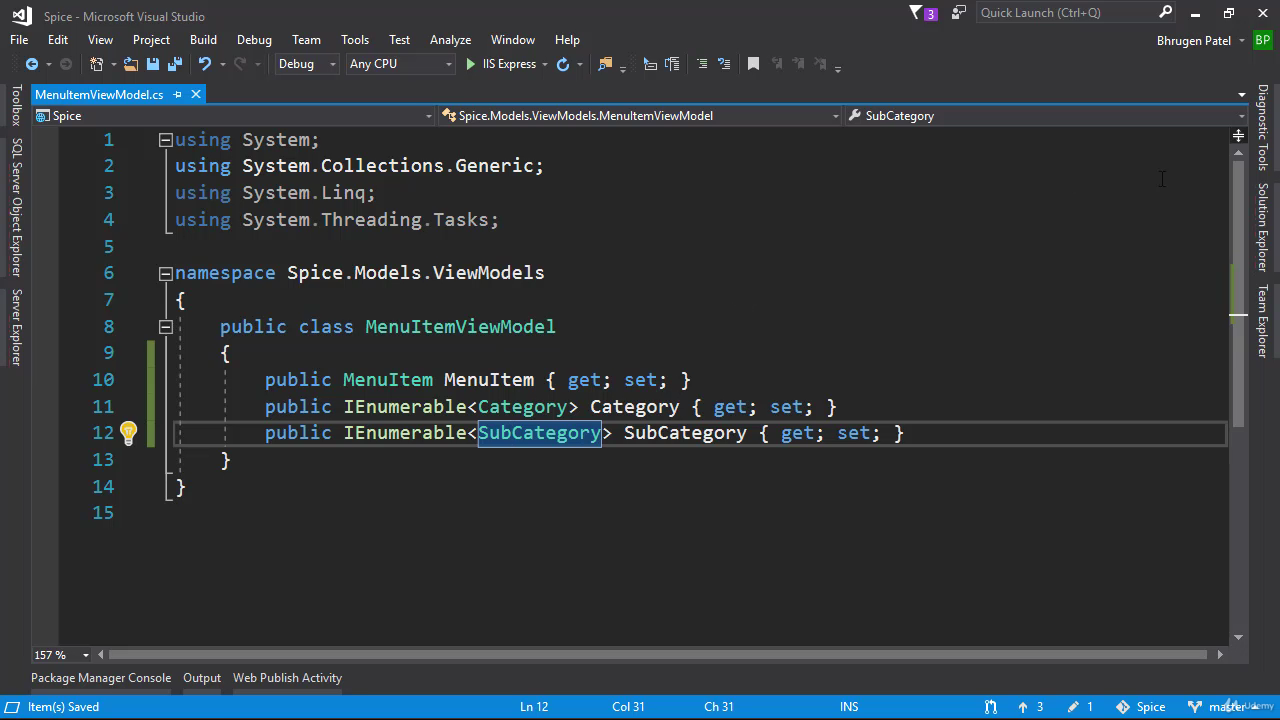 Spice - Microsoft Visual Studio
3
Quick Launch (Ctrl+Q)
File Edit View Project Build Debug Team Tools Test Analyze Window Help
Bhrugen Patel BP
Debug Any CPU IIS Express
MenuItemViewModel.cs
Spice Spice.Models.ViewModels.MenuItemViewModel SubCategory
Toolbox
SQL Server Object Explorer
Server Explorer
1 using System;
2 using System.Collections.Generic;
3 using System.Linq;
4 using System.Threading.Tasks;
5
6 namespace Spice.Models.ViewModels
7 {
8 public class MenuItemViewModel
9 {
10 public MenuItem MenuItem { get; set; }
11 public IEnumerable<Category> Category { get; set; }
12 public IEnumerable<SubCategory> SubCategory { get; set; }
13 }
14 }
15
Diagnostic Tools
Solution Explorer
Team Explorer
157 %
Package Manager Console Output Web Publish Activity
Item(s) Saved Ln 12 Col 31 Ch 31 INS 3 1 Spice master
Udemy